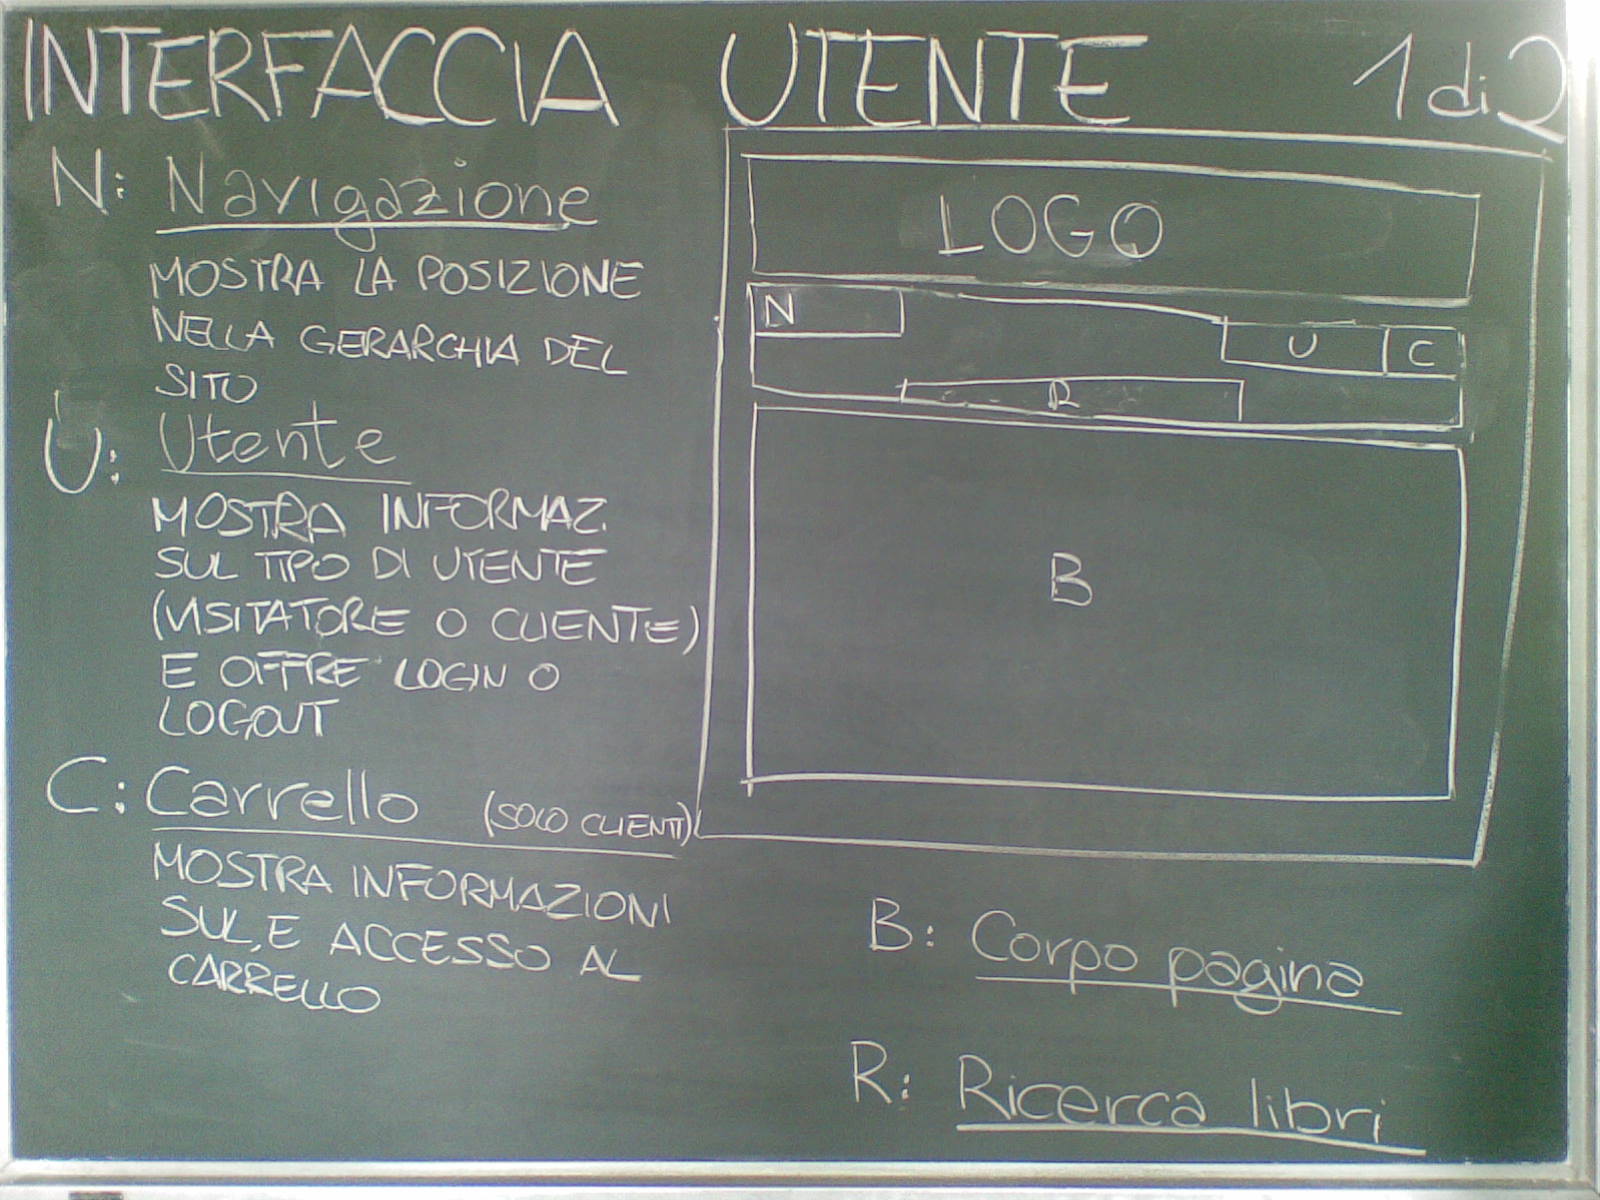 INTERFACCIA UTENTE 1 di 2
N: Navigazione
MOSTRA LA POSIZIONE
NELLA GERARCHIA DEL
SITO
U: Utente
MOSTRA INFORMAZ.
SUL TIPO DI UTENTE
(VISITATORE O CLIENTE)
E OFFRE LOGIN O
LOGOUT
C: Carrello (SOLO CLIENTI)
MOSTRA INFORMAZIONI
SUL, E ACCESSO AL
CARRELLO
LOGO
N
U C
R
B
B: Corpo pagina
R: Ricerca libri